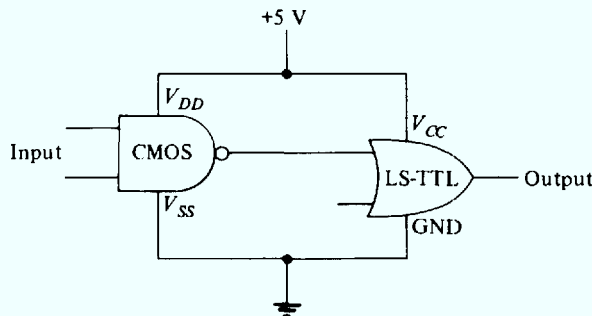 +5 V
V_DD
V_CC
Input
CMOS
LS-TTL
Output
V_SS
GND